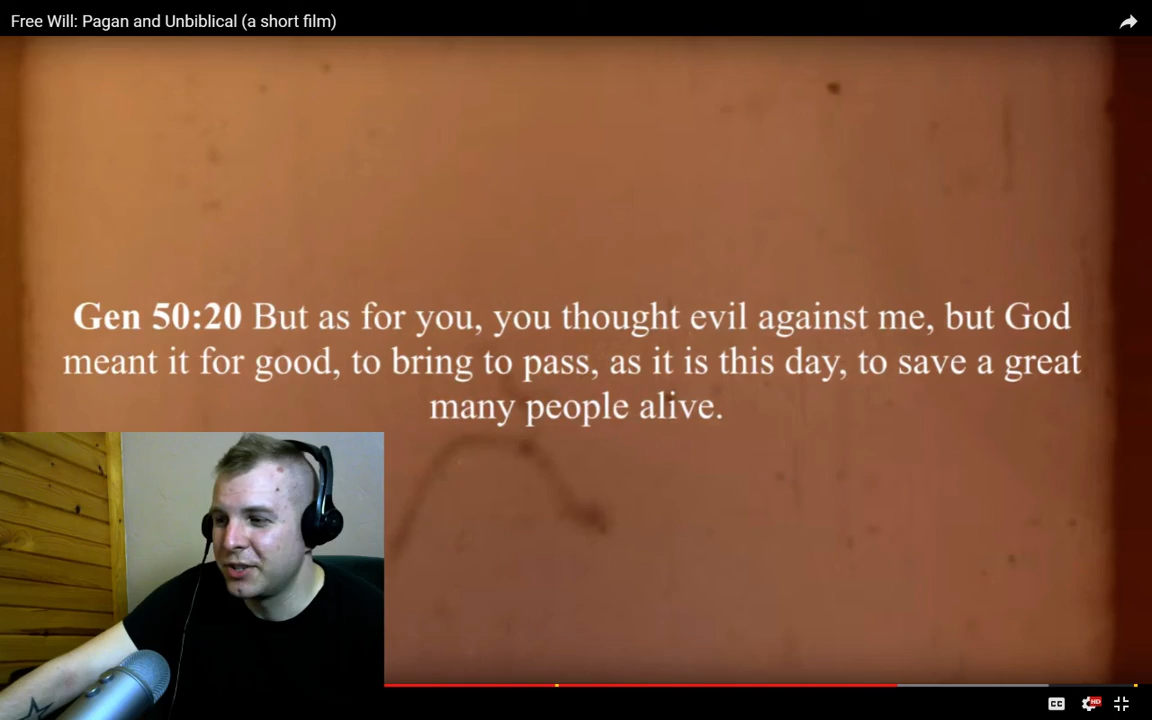 Free Will: Pagan and Unbiblical (a short film)
Gen 50:20 But as for you, you thought evil against me, but God
meant it for good, to bring to pass, as it is this day, to save a great
many people alive.
CC
HD